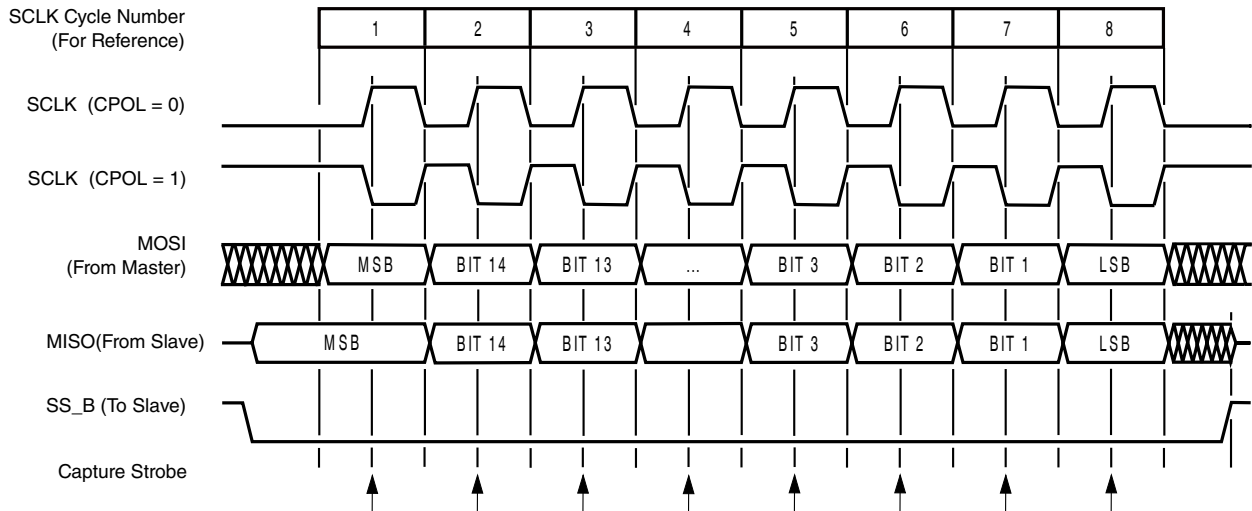 SCLK Cycle Number
(For Reference)
1 2 3 4 5 6 7 8
SCLK (CPOL = 0)
SCLK (CPOL = 1)
MOSI
(From Master)
MSB BIT 14 BIT 13 ... BIT 3 BIT 2 BIT 1 LSB
MISO(From Slave)
MSB BIT 14 BIT 13 BIT 3 BIT 2 BIT 1 LSB
SS_B (To Slave)
Capture Strobe